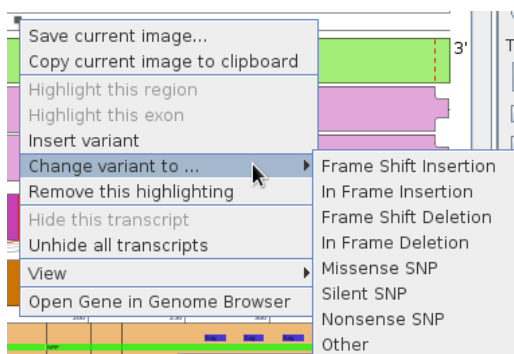 Save current image...
3'
Copy current image to clipboard
Highlight this region
Highlight this exon
Insert variant
Change variant to ...
Frame Shift Insertion
Remove this highlighting
In Frame Insertion
Hide this transcript
Frame Shift Deletion
Unhide all transcripts
In Frame Deletion
View
Missense SNP
Silent SNP
Open Gene in Genome Browser
Nonsense SNP
Other